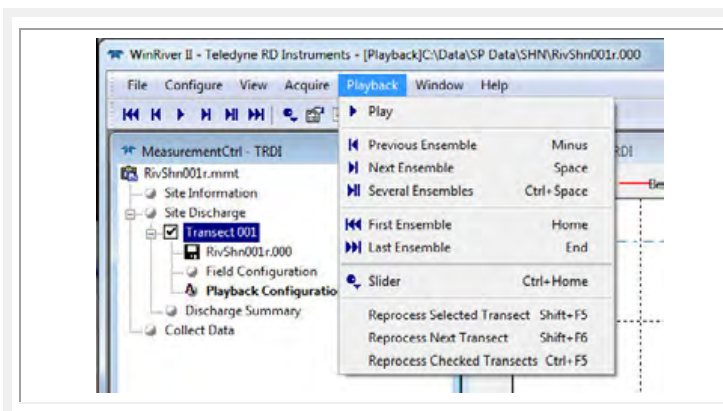 WinRiver II - Teledyne RD Instruments - [Playback]C:\Data\SP Data\SHN\RivShn001r.000
File Configure View Acquire Playback Window Help
MeasurementCtrl - TRDI
RivShn001r.mmt
Site Information
Site Discharge
Transect 001
RivShn001r.000
Field Configuration
Playback Configuratio
Discharge Summary
Collect Data
Play
Previous Ensemble Minus
Next Ensemble Space
Several Ensembles Ctrl+Space
First Ensemble Home
Last Ensemble End
Slider Ctrl+Home
Reprocess Selected Transect Shift+F5
Reprocess Next Transect Shift+F6
Reprocess Checked Transects Ctrl+F5
RDI